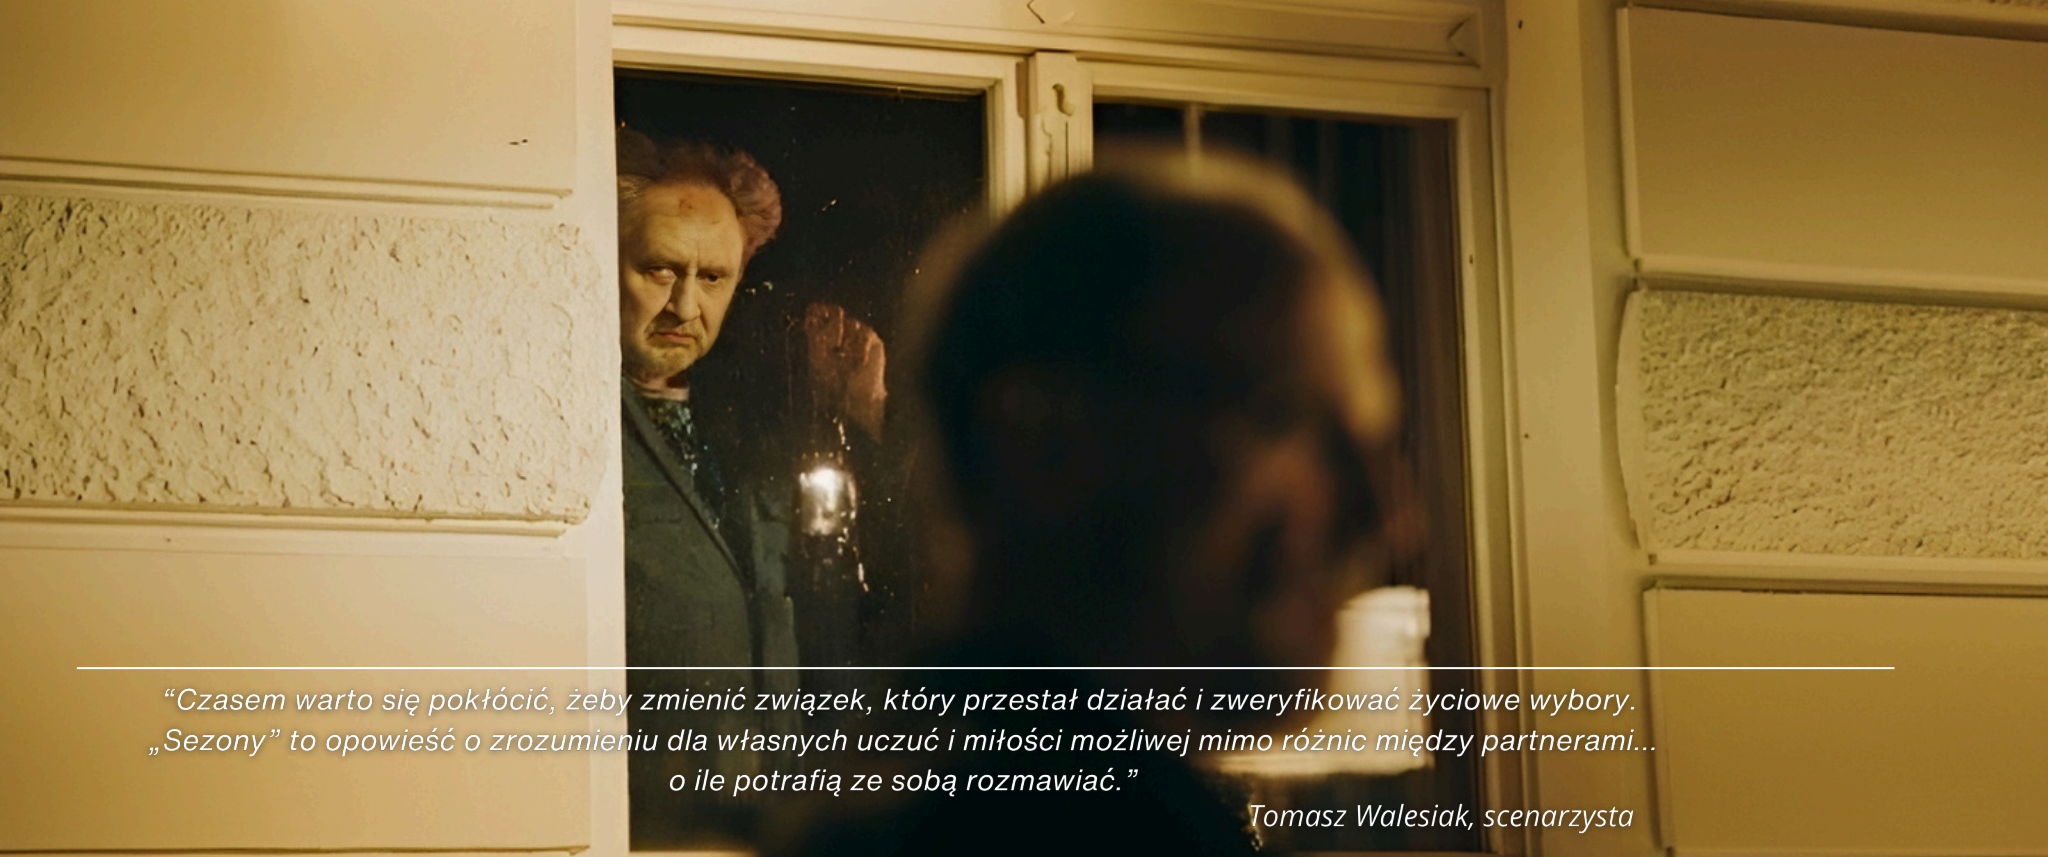 “Czasem warto się pokłócić, żeby zmienić związek, który przestał działać i zweryfikować życiowe wybory.
„Sezony” to opowieść o zrozumieniu dla własnych uczuć i miłości możliwej mimo różnic między partnerami...
o ile potrafią ze sobą rozmawiać.”
Tomasz Walesiak, scenarzysta